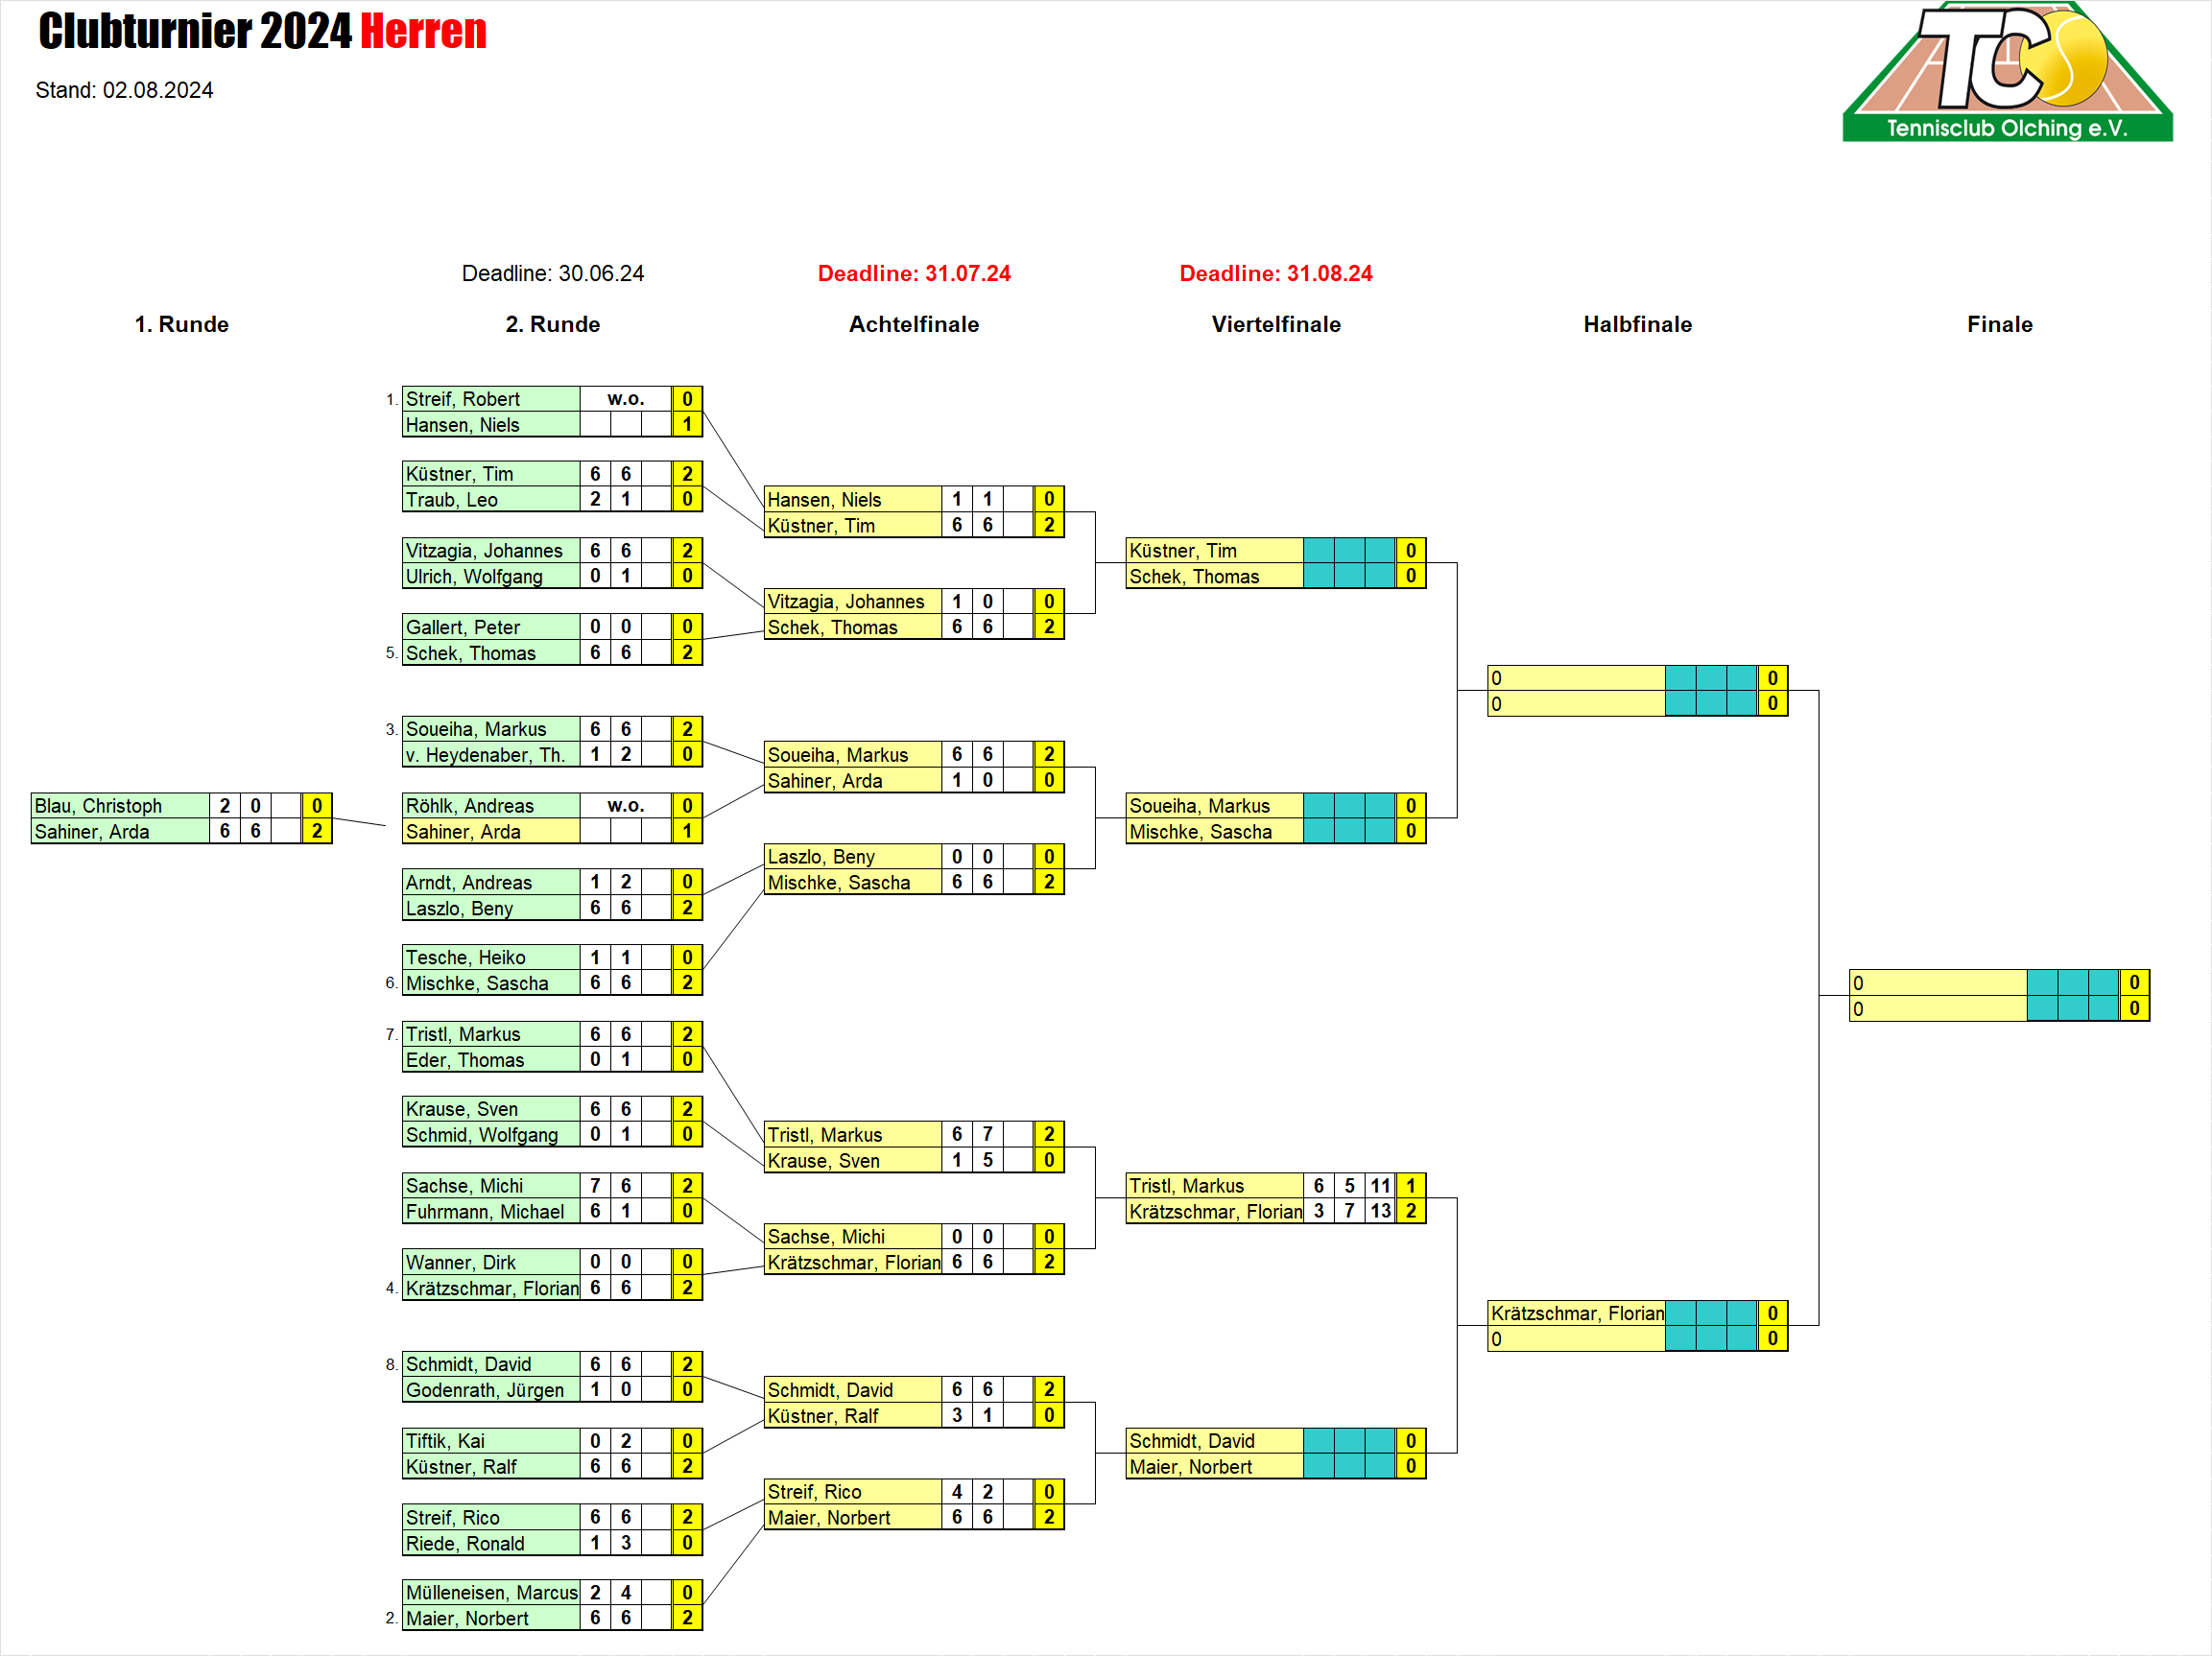 Clubturnier 2024 Herren
Stand: 02.08.2024
TC
Tennisclub Olching e.V.
Deadline: 30.06.24 Deadline: 31.07.24 Deadline: 31.08.24
1. Runde 2. Runde Achtelfinale Viertelfinale Halbfinale Finale
Blau, Christoph 2 0 0
Sahiner, Arda 6 6 2
1. Streif, Robert w.o. 0
Hansen, Niels 1
Küstner, Tim 6 6 2
Traub, Leo 2 1 0
Vitzagia, Johannes 6 6 2
Ulrich, Wolfgang 0 1 0
Gallert, Peter 0 0 0
5. Schek, Thomas 6 6 2
3. Soueiha, Markus 6 6 2
v. Heydenaber, Th. 1 2 0
Röhlk, Andreas w.o. 0
Sahiner, Arda 1
Arndt, Andreas 1 2 0
Laszlo, Beny 6 6 2
Tesche, Heiko 1 1 0
6. Mischke, Sascha 6 6 2
7. Tristl, Markus 6 6 2
Eder, Thomas 0 1 0
Krause, Sven 6 6 2
Schmid, Wolfgang 0 1 0
Sachse, Michi 7 6 2
Fuhrmann, Michael 6 1 0
Wanner, Dirk 0 0 0
4. Krätzschmar, Florian 6 6 2
8. Schmidt, David 6 6 2
Godenrath, Jürgen 1 0 0
Tiftik, Kai 0 2 0
Küstner, Ralf 6 6 2
Streif, Rico 6 6 2
Riede, Ronald 1 3 0
Mülleneisen, Marcus 2 4 0
2. Maier, Norbert 6 6 2
Hansen, Niels 1 1 0
Küstner, Tim 6 6 2
Vitzagia, Johannes 1 0 0
Schek, Thomas 6 6 2
Soueiha, Markus 6 6 2
Sahiner, Arda 1 0 0
Laszlo, Beny 0 0 0
Mischke, Sascha 6 6 2
Tristl, Markus 6 7 2
Krause, Sven 1 5 0
Sachse, Michi 0 0 0
Krätzschmar, Florian 6 6 2
Schmidt, David 6 6 2
Küstner, Ralf 3 1 0
Streif, Rico 4 2 0
Maier, Norbert 6 6 2
Küstner, Tim 0
Schek, Thomas 0
Soueiha, Markus 0
Mischke, Sascha 0
Tristl, Markus 6 5 11 1
Krätzschmar, Florian 3 7 13 2
Schmidt, David 0
Maier, Norbert 0
0 0
0 0
Krätzschmar, Florian 0
0 0
0 0
0 0